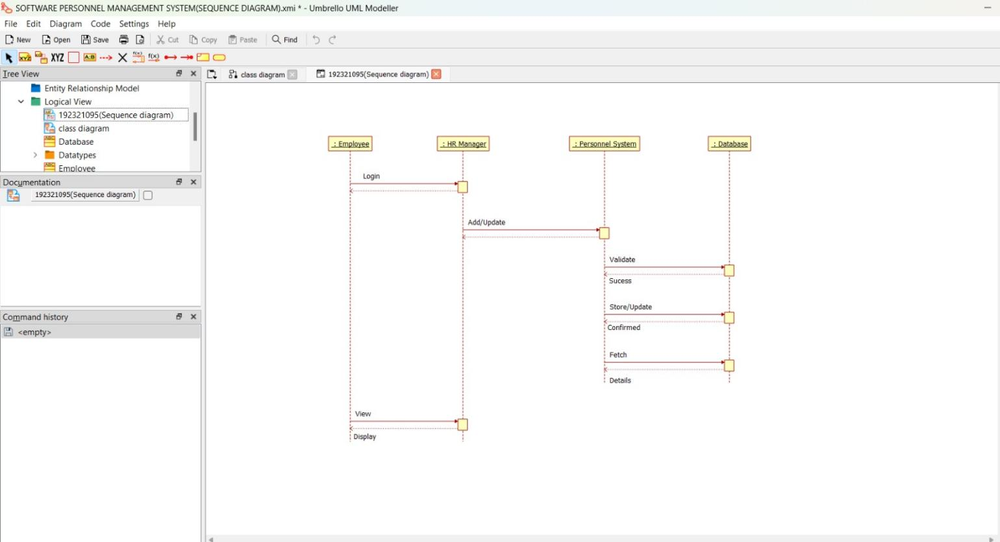 SOFTWARE PERSONNEL MANAGEMENT SYSTEM(SEQUENCE DIAGRAM).xmi * - Umbrello UML Modeller
File Edit Diagram Code Settings Help
New Open Save Cut Copy Paste Find
XYZ XYZ A:B f(x) f(x)
Tree View
class diagram
192321095(Sequence diagram)
Entity Relationship Model
Logical View
192321095(Sequence diagram)
class diagram
ABC Database
Datatypes
ABC Employee
Documentation
192321095(Sequence diagram)
Command history
<empty>
: Employee
: HR Manager
: Personnel System
: Database
Login
Add/Update
Validate
Sucess
Store/Update
Confirmed
Fetch
Details
View
Display